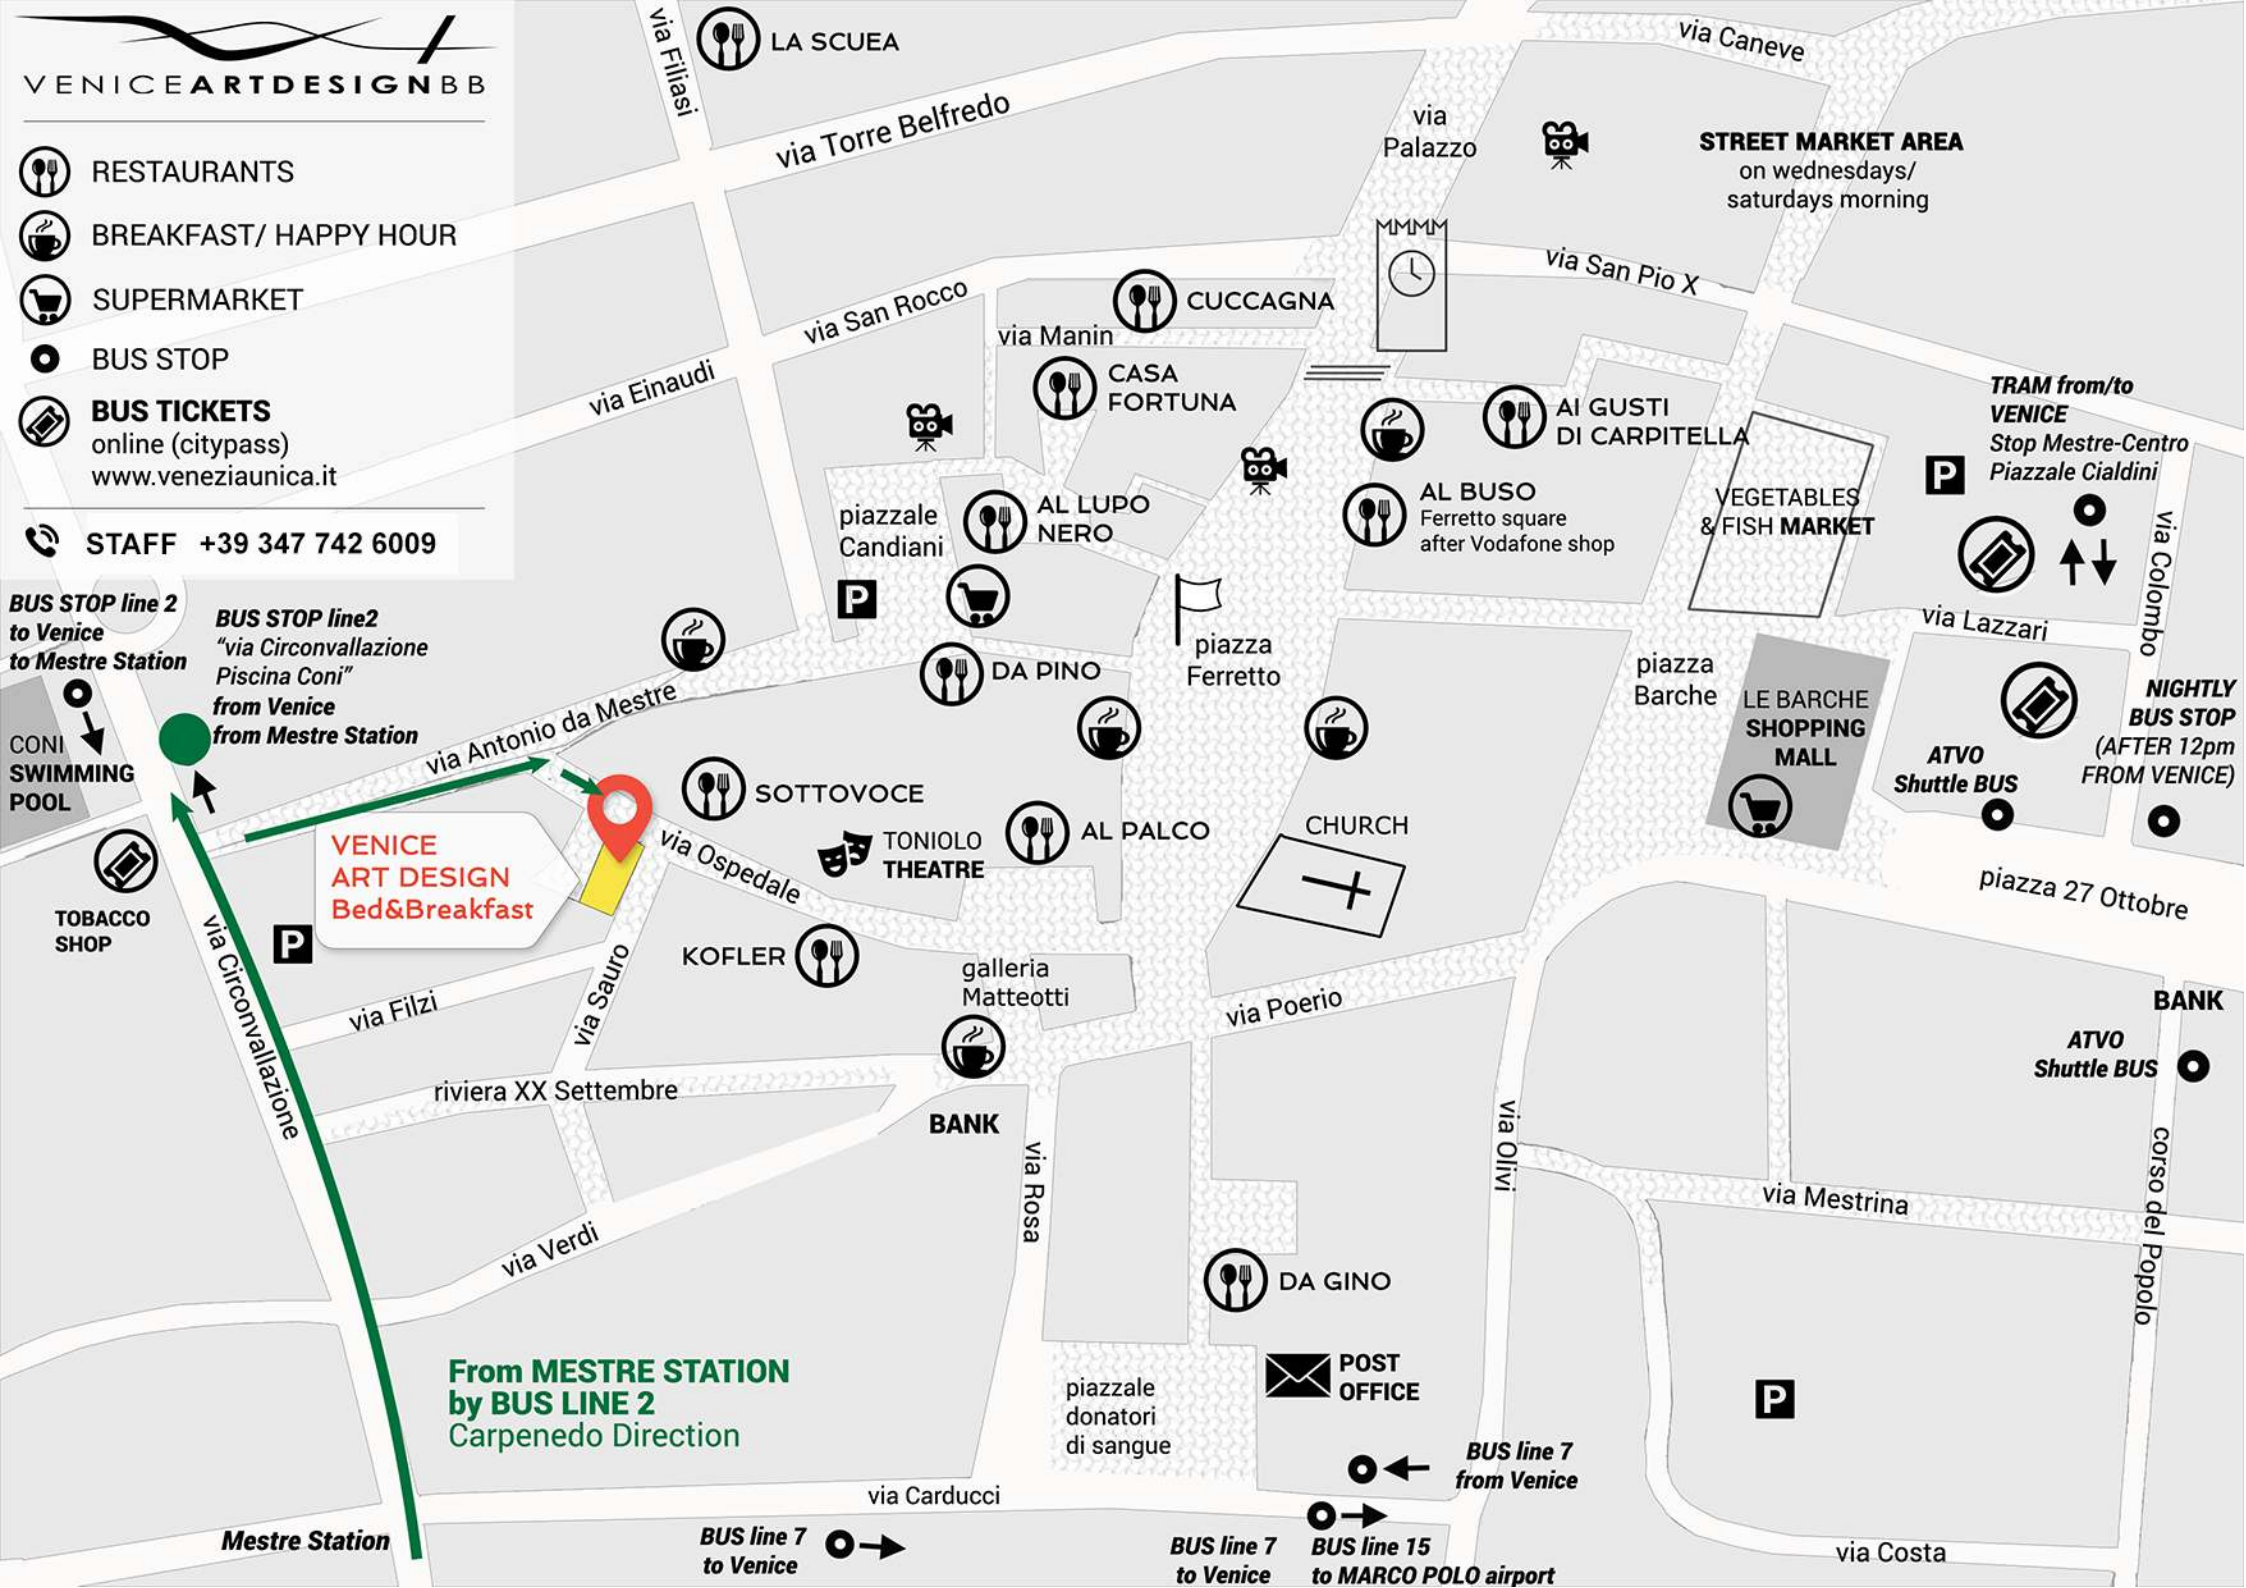 VENICEARTDESIGNBB
RESTAURANTS
BREAKFAST/ HAPPY HOUR
SUPERMARKET
BUS STOP
BUS TICKETS
online (citypass)
www.veneziaunica.it
STAFF +39 347 742 6009
via Filiasi
LA SCUEA
via Torre Belfredo
via Caneve
via
Palazzo
STREET MARKET AREA
on wednesdays/
saturdays morning
via San Pio X
via San Rocco
CUCCAGNA
via Manin
via Einaudi
CASA
FORTUNA
AI GUSTI
DI CARPITELLA
TRAM from/to
VENICE
Stop Mestre-Centro
Piazzale Cialdini
P
piazzale
Candiani
P
AL LUPO
NERO
AL BUSO
Ferretto square
after Vodafone shop
VEGETABLES
& FISH MARKET
via Colombo
via Lazzari
BUS STOP line 2
to Venice
to Mestre Station
BUS STOP line2
"via Circonvallazione
Piscina Coni"
from Venice
from Mestre Station
CONI
SWIMMING
POOL
via Antonio da Mestre
DA PINO
piazza
Ferretto
piazza
Barche
LE BARCHE
SHOPPING
MALL
NIGHTLY
BUS STOP
(AFTER 12pm
FROM VENICE)
ATVO
Shuttle BUS
SOTTOVOCE
TONIOLO
THEATRE
AL PALCO
CHURCH
VENICE
ART DESIGN
Bed&Breakfast
via Ospedale
piazza 27 Ottobre
TOBACCO
SHOP
P
via Circonvallazione
KOFLER
galleria
Matteotti
via Sauro
via Filzi
via Poerio
BANK
ATVO
Shuttle BUS
riviera XX Settembre
BANK
via Rosa
via Olivi
via Mestrina
corso del Popolo
via Verdi
DA GINO
From MESTRE STATION
by BUS LINE 2
Carpenedo Direction
piazzale
donatori
di sangue
POST
OFFICE
P
BUS line 7
from Venice
via Carducci
Mestre Station
BUS line 7
to Venice
BUS line 7
to Venice
BUS line 15
to MARCO POLO airport
via Costa